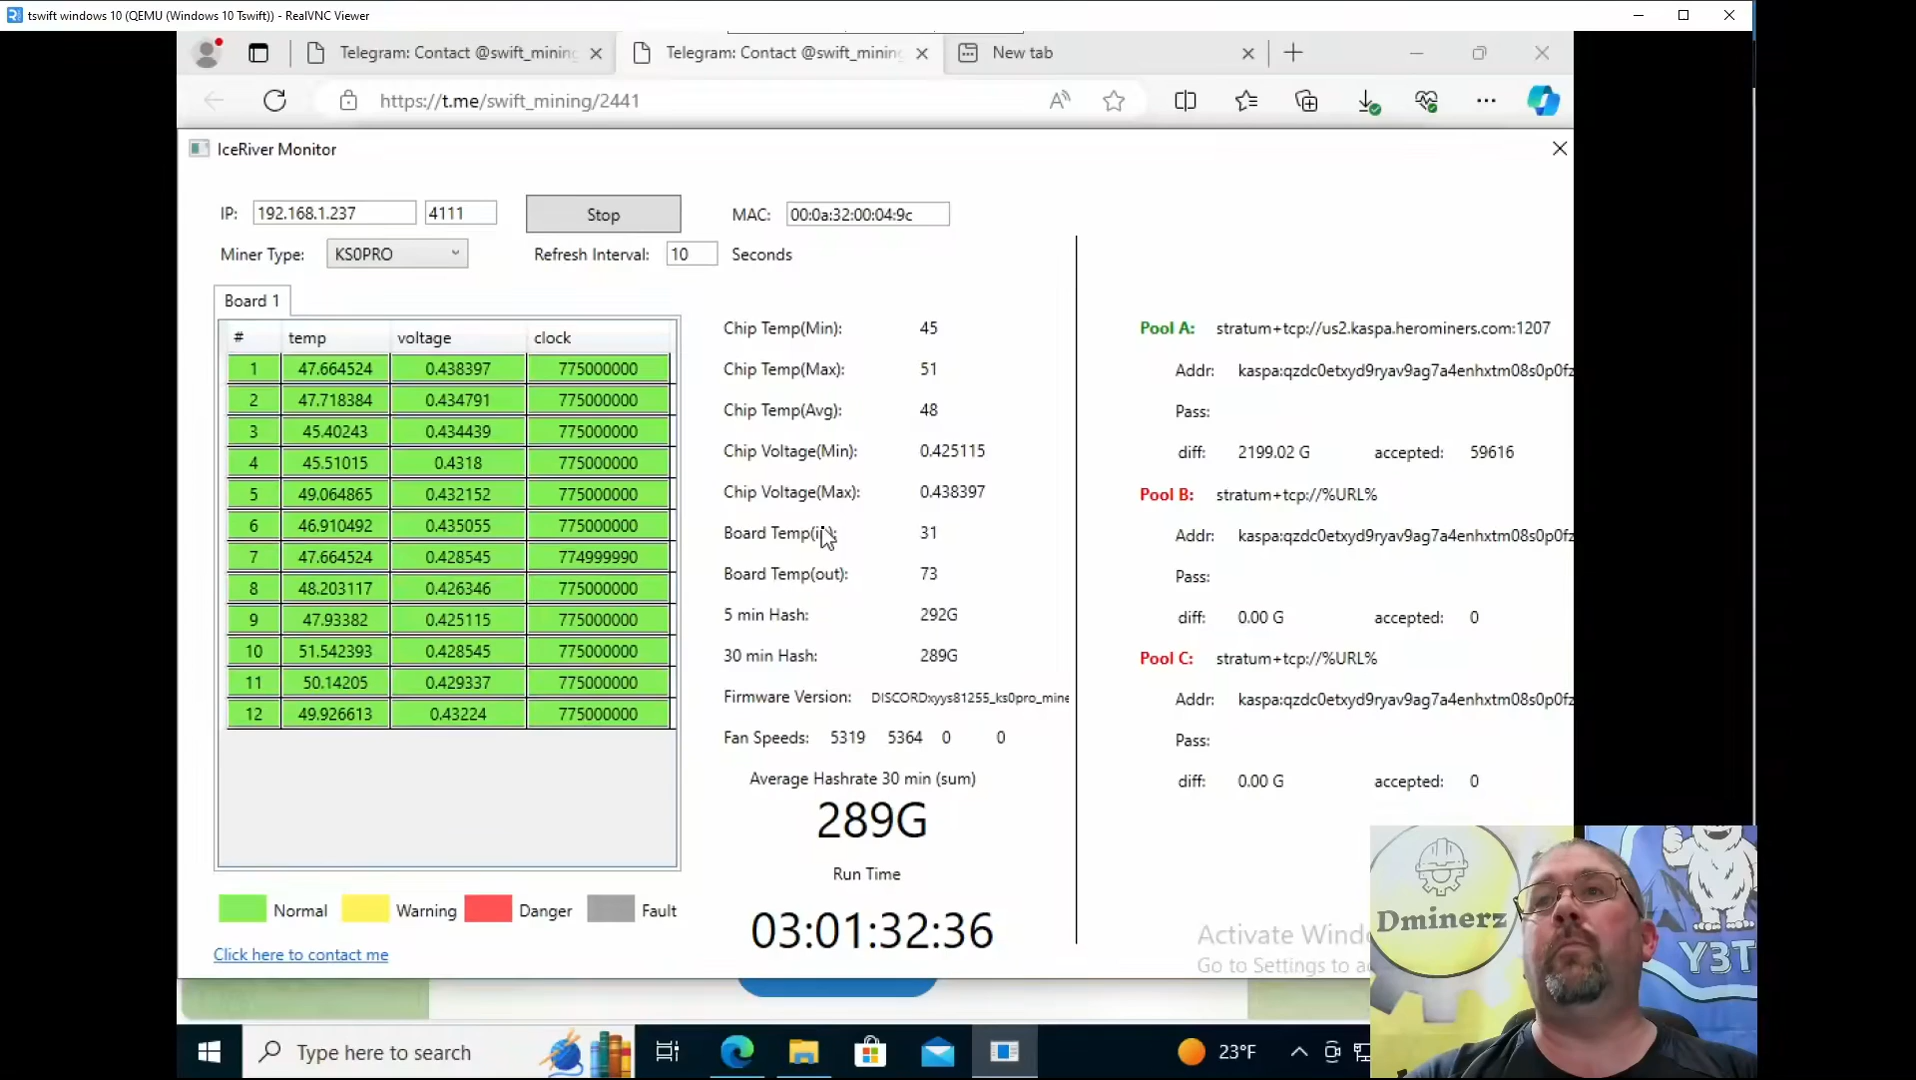 tswift windows 10 (QEMU (Windows 10 Tswift)) - RealVNC Viewer
Telegram: Contact @swift_mining
Telegram: Contact @swift_mining
New tab
https://t.me/swift_mining/2441
IceRiver Monitor
IP: 192.168.1.237 4111 Stop MAC: 00:0a:32:00:04:9c
Miner Type: KS0PRO Refresh Interval: 10 Seconds
Board 1
# temp voltage clock
1 47.664524 0.438397 775000000
2 47.718384 0.434791 775000000
3 45.40243 0.434439 775000000
4 45.51015 0.4318 775000000
5 49.064865 0.432152 775000000
6 46.910492 0.435055 775000000
7 47.664524 0.428545 774999990
8 48.203117 0.426346 775000000
9 47.93382 0.425115 775000000
10 51.542393 0.428545 775000000
11 50.14205 0.429337 775000000
12 49.926613 0.43224 775000000
Normal Warning Danger Fault
Click here to contact me
Chip Temp(Min): 45
Chip Temp(Max): 51
Chip Temp(Avg): 48
Chip Voltage(Min): 0.425115
Chip Voltage(Max): 0.438397
Board Temp(in): 31
Board Temp(out): 73
5 min Hash: 292G
30 min Hash: 289G
Firmware Version: DISCORDxyys81255_ks0pro_mine
Fan Speeds: 5319 5364 0 0
Average Hashrate 30 min (sum)
289G
Run Time
03:01:32:36
Pool A: stratum+tcp://us2.kaspa.herominers.com:1207
Addr: kaspa:qzdc0etxyd9ryav9ag7a4enhxtm08s0p0fz
Pass:
diff: 2199.02 G accepted: 59616
Pool B: stratum+tcp://%URL%
Addr: kaspa:qzdc0etxyd9ryav9ag7a4enhxtm08s0p0fz
Pass:
diff: 0.00 G accepted: 0
Pool C: stratum+tcp://%URL%
Addr: kaspa:qzdc0etxyd9ryav9ag7a4enhxtm08s0p0fz
Pass:
diff: 0.00 G accepted: 0
Activate Wind
Go to Settings to a
Dminerz
Y3T
Type here to search
23°F